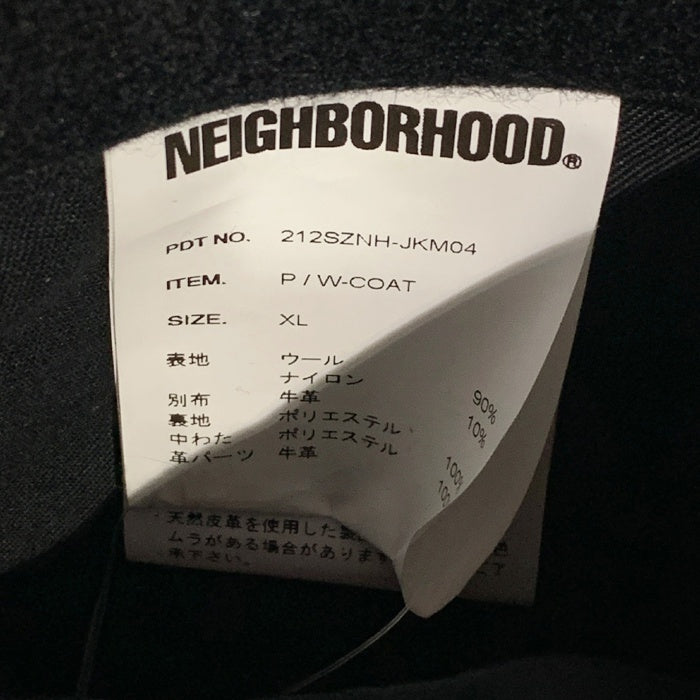 NEIGHBORHOOD®
PDT NO. 212SZNH-JKM04
ITEM. P / W-COAT
SIZE. XL
表地 ウール 90%
ナイロン 10%
別布 牛革
裏地 ポリエステル 100%
中わた ポリエステル 100
革パーツ 牛革
天然皮革を使用した
ムラがある場合があります
承下さい。